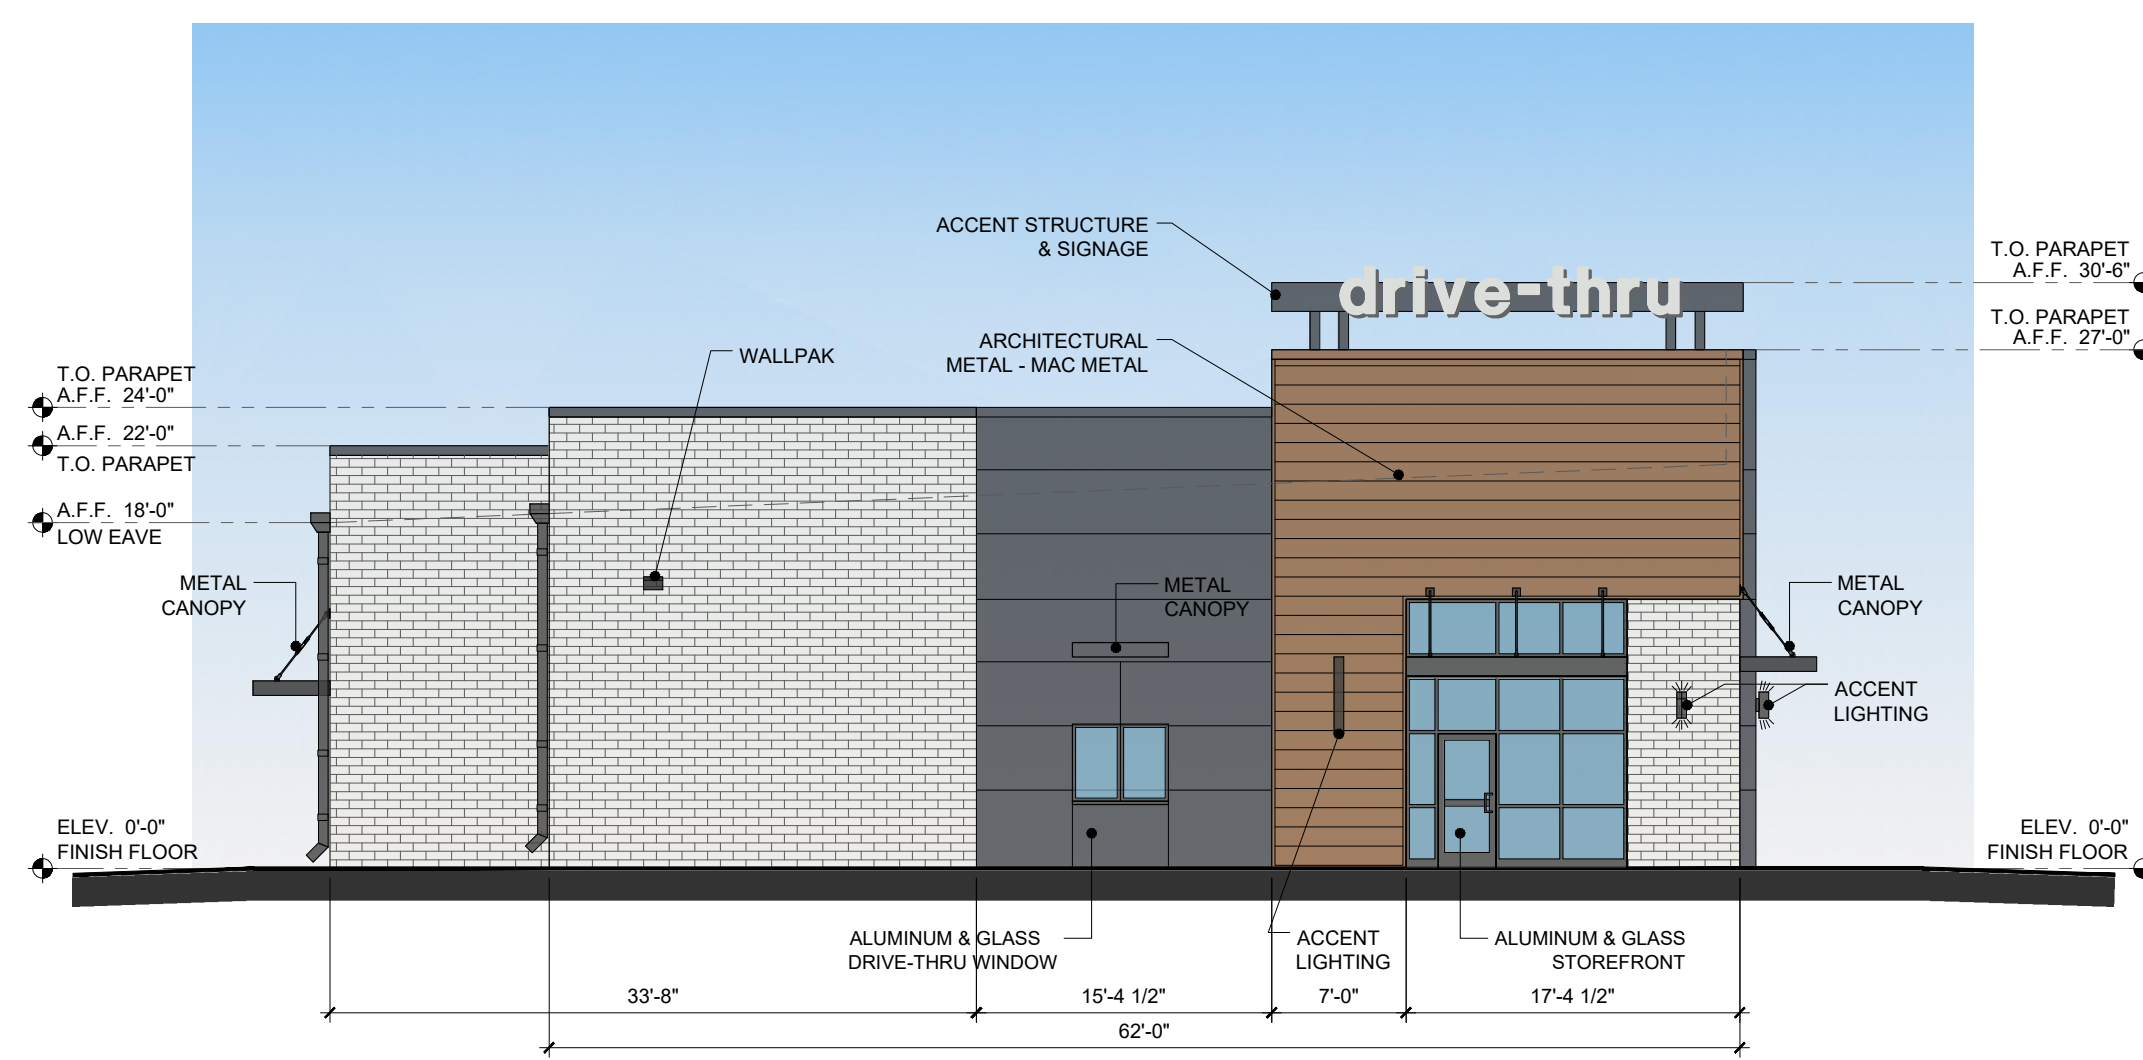 ACCENT STRUCTURE
& SIGNAGE
drive-thru
T.O. PARAPET
A.F.F. 30'-6"
T.O. PARAPET
A.F.F. 27'-0"
ARCHITECTURAL
METAL - MAC METAL
WALLPAK
T.O. PARAPET
A.F.F. 24'-0"
A.F.F. 22'-0"
T.O. PARAPET
A.F.F. 18'-0"
LOW EAVE
METAL
CANOPY
METAL
CANOPY
METAL
CANOPY
ACCENT
LIGHTING
ELEV. 0'-0"
FINISH FLOOR
ELEV. 0'-0"
FINISH FLOOR
ALUMINUM & GLASS
DRIVE-THRU WINDOW
ACCENT
LIGHTING
ALUMINUM & GLASS
STOREFRONT
33'-8"
15'-4 1/2"
7'-0"
17'-4 1/2"
62'-0"